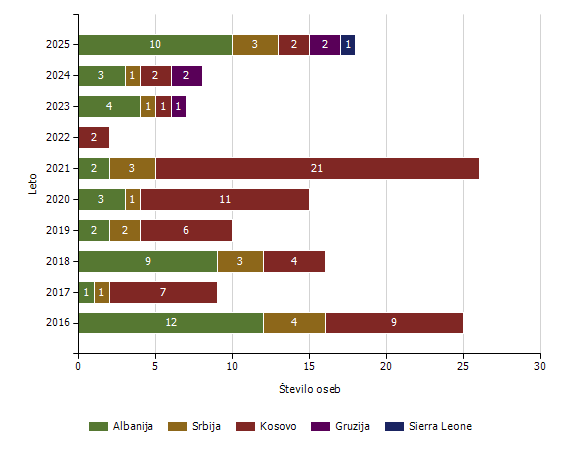 2025 10 3 2 2 1
2024 3 1 2 2
2023 4 1 1 1
2022 2
2021 2 3 21
2020 3 1 11
2019 2 2 6
2018 9 3 4
2017 1 1 7
2016 12 4 9
Leto
0 5 10 15 20 25 30
Število oseb
Albanija Srbija Kosovo Gruzija Sierra Leone